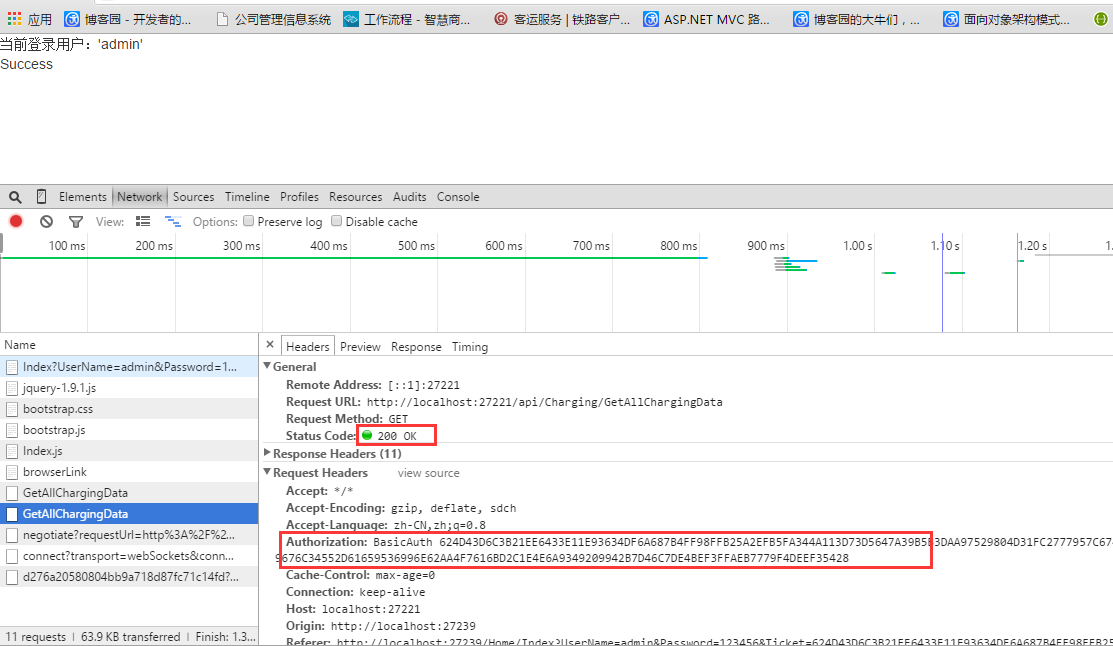 应用 博客园 - 开发者的... 公司管理信息系统 工作流程 - 智慧商... 客运服务 | 铁路客户... ASP.NET MVC 路... 博客园的大牛们，... 面向对象架构模式...
当前登录用户：'admin'
Success
Elements Network Sources Timeline Profiles Resources Audits Console
View: Options: Preserve log Disable cache
100 ms 200 ms 300 ms 400 ms 500 ms 600 ms 700 ms 800 ms 900 ms 1.00 s 1.10 s 1.20 s 1.
Name
Index?UserName=admin&Password=1...
jquery-1.9.1.js
bootstrap.css
bootstrap.js
Index.js
browserLink
GetAllChargingData
GetAllChargingData
negotiate?requestUrl=http%3A%2F%2...
connect?transport=webSockets&conn...
d276a20580804bb9a718d87fc71c14fd?...
11 requests | 63.9 KB transferred | Finish: 1.3...
× Headers Preview Response Timing
General
Remote Address: [::1]:27221
Request URL: http://localhost:27221/api/Charging/GetAllChargingData
Request Method: GET
Status Code: 200 OK
Response Headers (11)
Request Headers view source
Accept: */*
Accept-Encoding: gzip, deflate, sdch
Accept-Language: zh-CN,zh;q=0.8
Authorization: BasicAuth
9676C34552D61659536996E62AA4F7616BD2C1E4E6A9349209942B7D46C7DE4BEF3FFAEB7779F4DEEF35428
Cache-Control: max-age=0
Connection: keep-alive
Host: localhost:27221
Origin: http://localhost:27239
Referer: